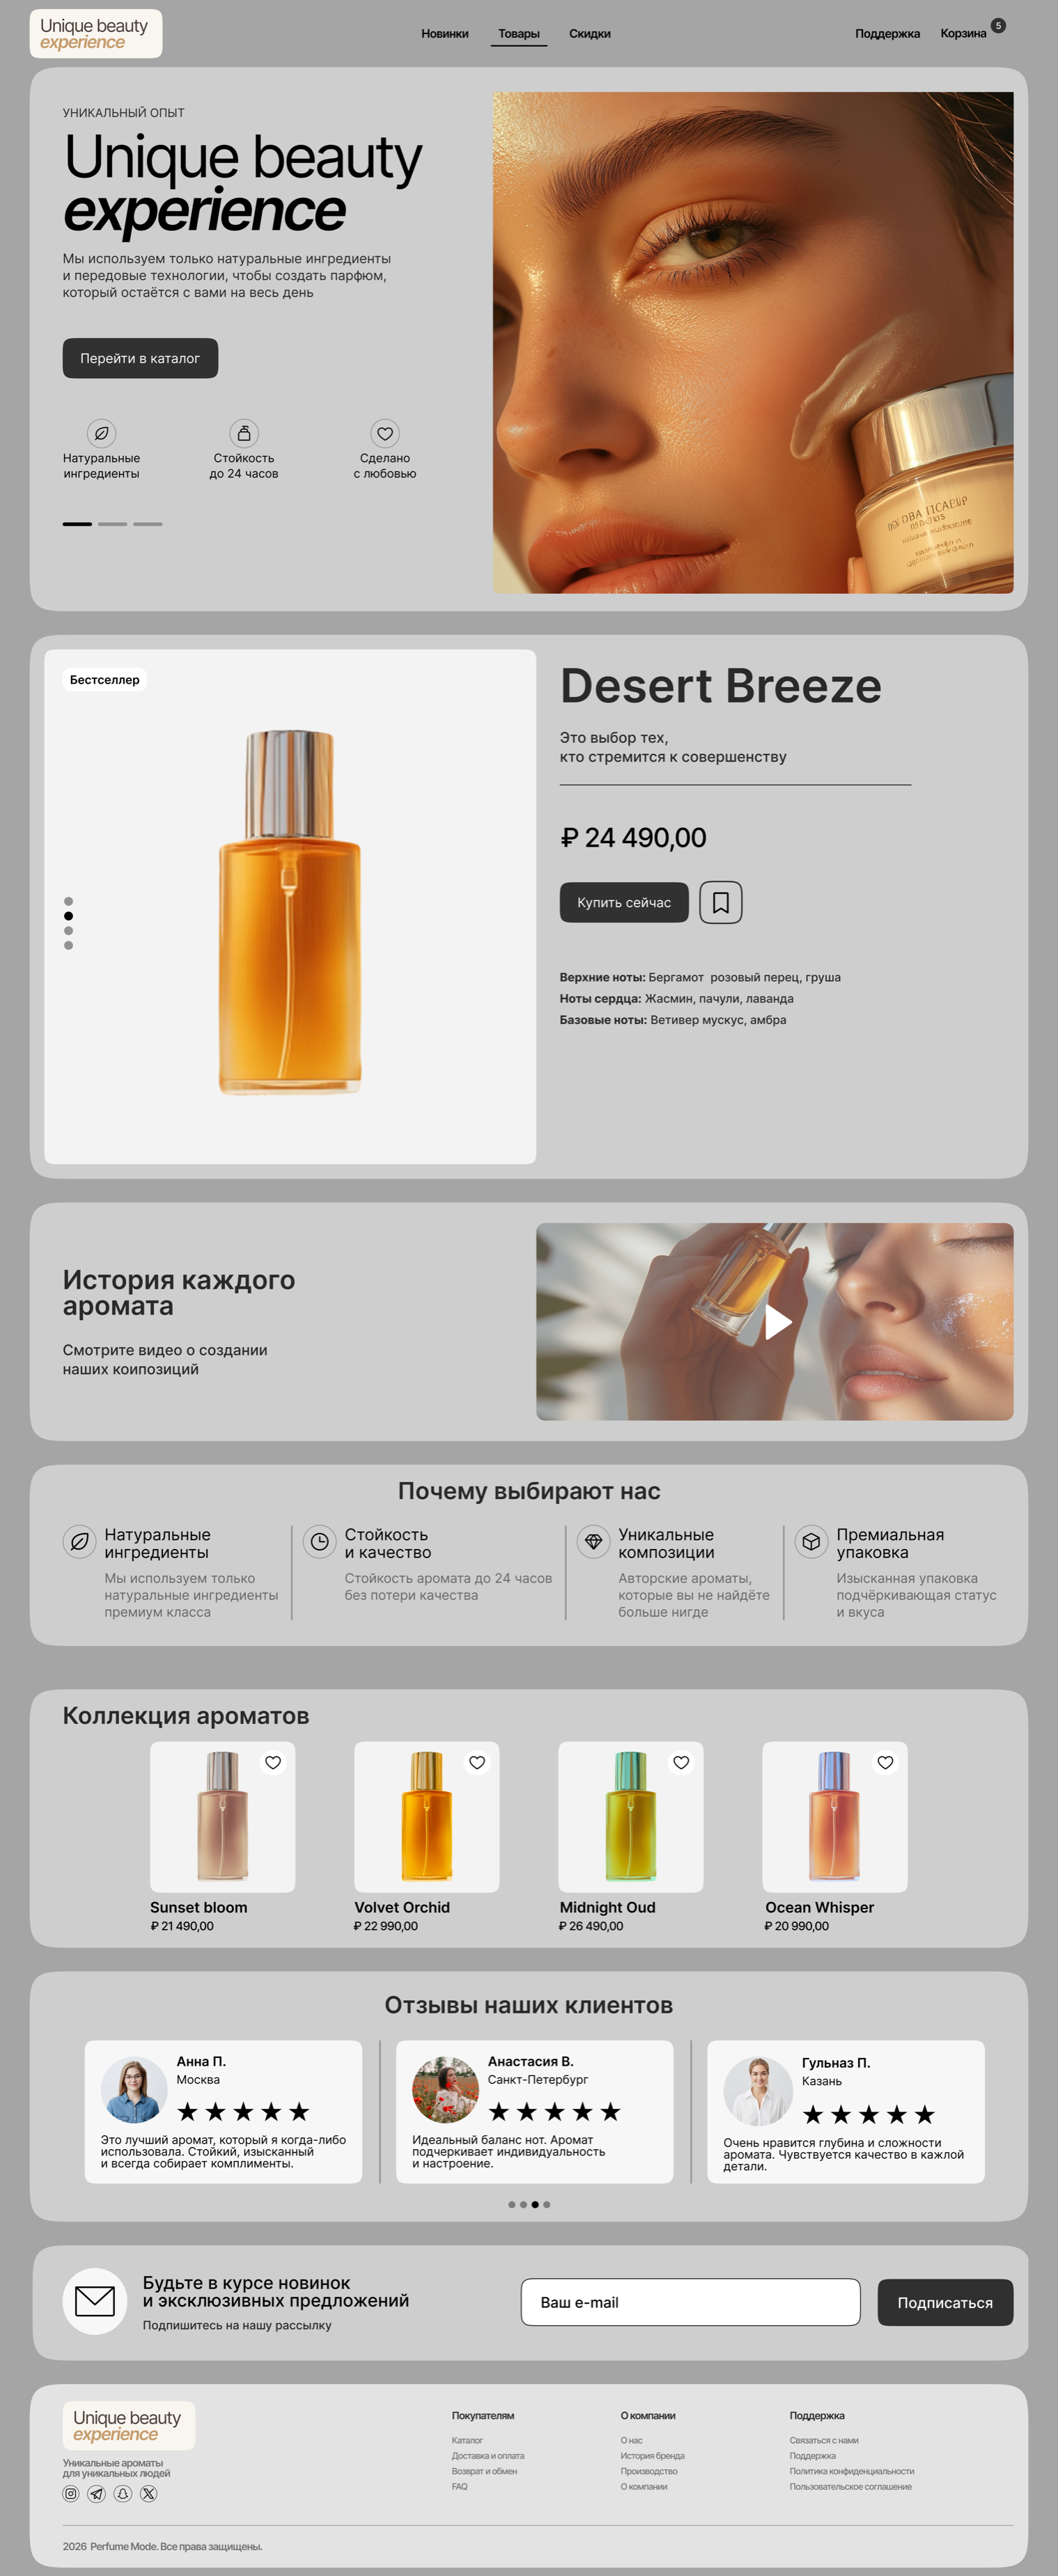 Unique beauty
experience
Новинки
Товары
Скидки
Поддержка
Корзина
5
УНИКАЛЬНЫЙ ОПЫТ
Unique beauty
experience
Мы используем только натуральные ингредиенты
и передовые технологии, чтобы создать парфюм,
который остаётся с вами на весь день
Перейти в каталог
Натуральные
ингредиенты
Стойкость
до 24 часов
Сделано
с любовью
Бестселлер
Desert Breeze
Это выбор тех,
кто стремится к совершенству
₽ 24 490,00
Купить сейчас
Верхние ноты: Бергамот  розовый перец, груша
Ноты сердца: Жасмин, пачули, лаванда
Базовые ноты: Ветивер мускус, амбра
История каждого
аромата
Смотрите видео о создании
наших коипозиций
Почему выбирают нас
Натуральные
ингредиенты
Мы используем только
натуральные ингредиенты
премиум класса
Стойкость
и качество
Стойкость аромата до 24 часов
без потери качества
Уникальные
композиции
Авторские ароматы,
которые вы не найдёте
больше нигде
Премиальная
упаковка
Изысканная упаковка
подчёркивающая статус
и вкуса
Коллекция ароматов
Sunset bloom
₽ 21 490,00
Volvet Orchid
₽ 22 990,00
Midnight Oud
₽ 26 490,00
Ocean Whisper
₽ 20 990,00
Отзывы наших клиентов
Анна П.
Москва
Это лучший аромат, который я когда-либо
использовала. Стойкий, изысканный
и всегда собирает комплименты.
Анастасия В.
Санкт-Петербург
Идеальный баланс нот. Аромат
подчеркивает индивидуальность
и настроение.
Гульназ П.
Казань
Очень нравится глубина и сложности
аромата. Чувствуется качество в кажлой
детали.
Будьте в курсе новинок
и эксклюзивных предложений
Подпишитесь на нашу рассылку
Ваш e-mail
Подписаться
Unique beauty
experience
Уникальные ароматы
для уникальных людей
Покупателям
Каталог
Доставка и оплата
Возврат и обмен
FAQ
О компании
О нас
История бренда
Производство
О компании
Поддержка
Связаться с нами
Поддержка
Политика конфиденциальности
Пользовательское соглашение
2026  Perfume Mode. Все права защищены.